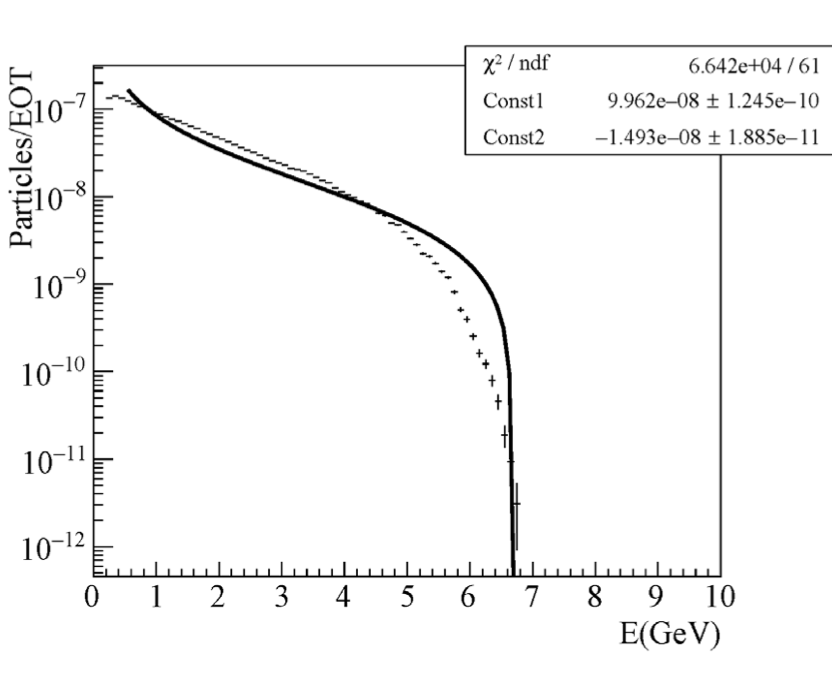 χ² / ndf 6.642e+04 / 61
Const1 9.962e−08 ± 1.245e−10
Const2 −1.493e−08 ± 1.885e−11
Particles/EOT
10⁻⁷
10⁻⁸
10⁻⁹
10⁻¹⁰
10⁻¹¹
10⁻¹²
0 1 2 3 4 5 6 7 8 9 10
E(GeV)